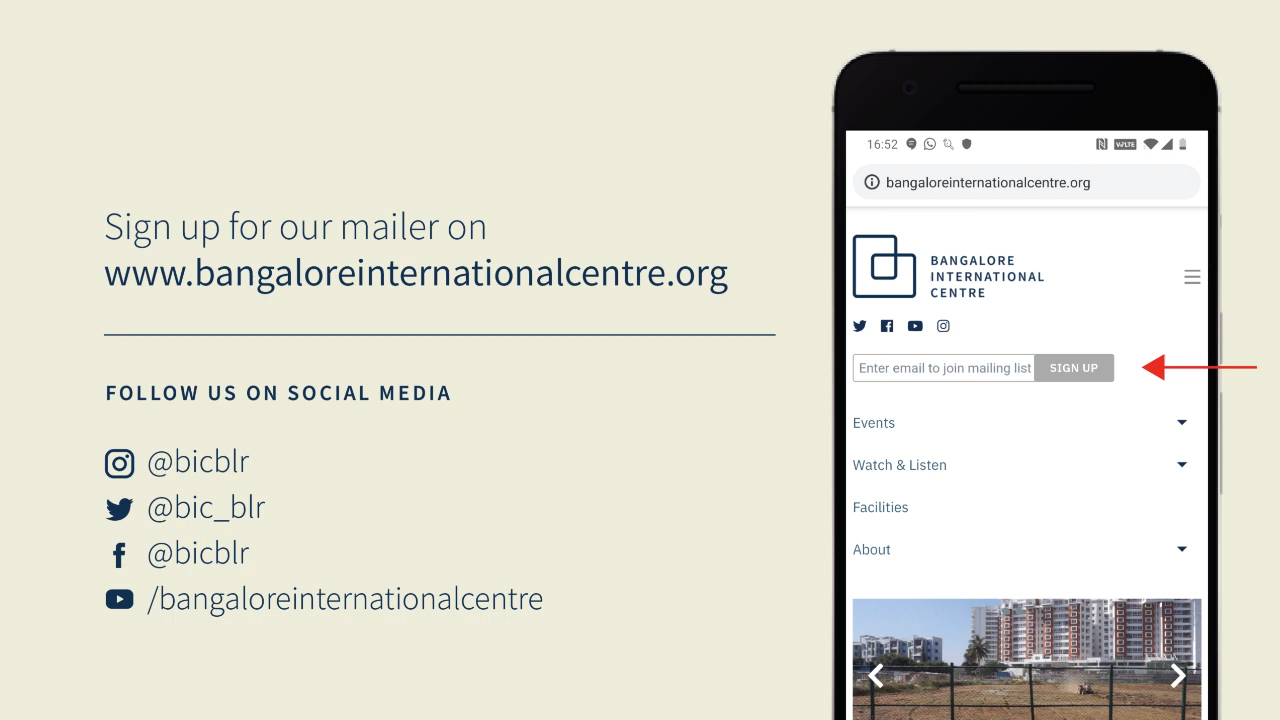 Sign up for our mailer on
www.bangaloreinternationalcentre.org
FOLLOW US ON SOCIAL MEDIA
@bicblr
@bic_blr
@bicblr
/bangaloreinternationalcentre
16:52
VoLTE
bangaloreinternationalcentre.org
BANGALORE
INTERNATIONAL
CENTRE
Enter email to join mailing list SIGN UP
Events
Watch & Listen
Facilities
About